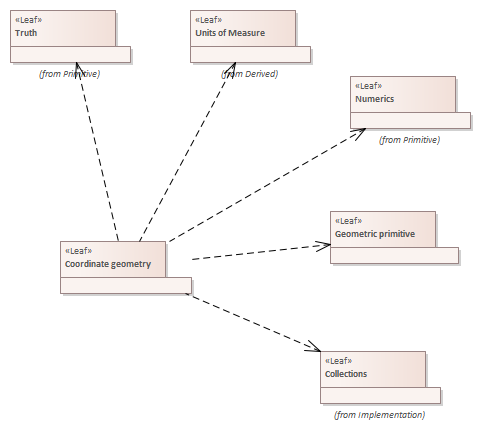 «Leaf»
Truth
(from Primitive)
«Leaf»
Units of Measure
(from Derived)
«Leaf»
Numerics
(from Primitive)
«Leaf»
Geometric primitive
«Leaf»
Coordinate geometry
«Leaf»
Collections
(from Implementation)